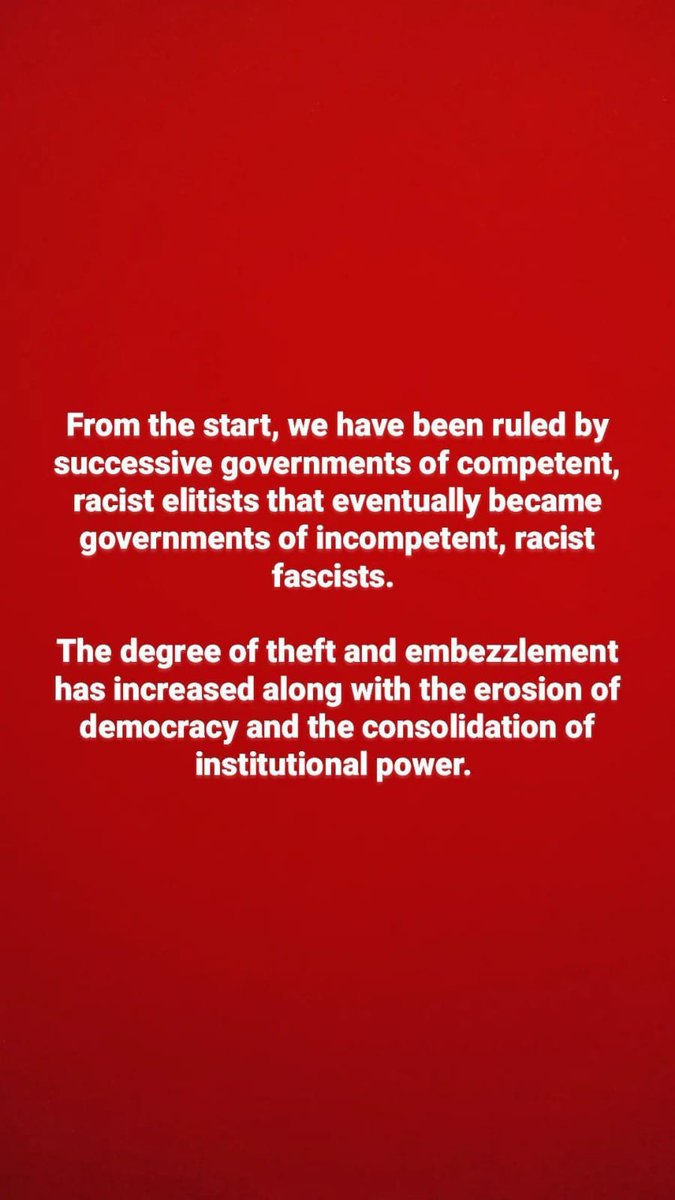 From the start, we have been ruled by
successive governments of competent,
racist elitists that eventually became
governments of incompetent, racist
fascists.
The degree of theft and embezzlement
has increased along with the erosion of
democracy and the consolidation of
institutional power.